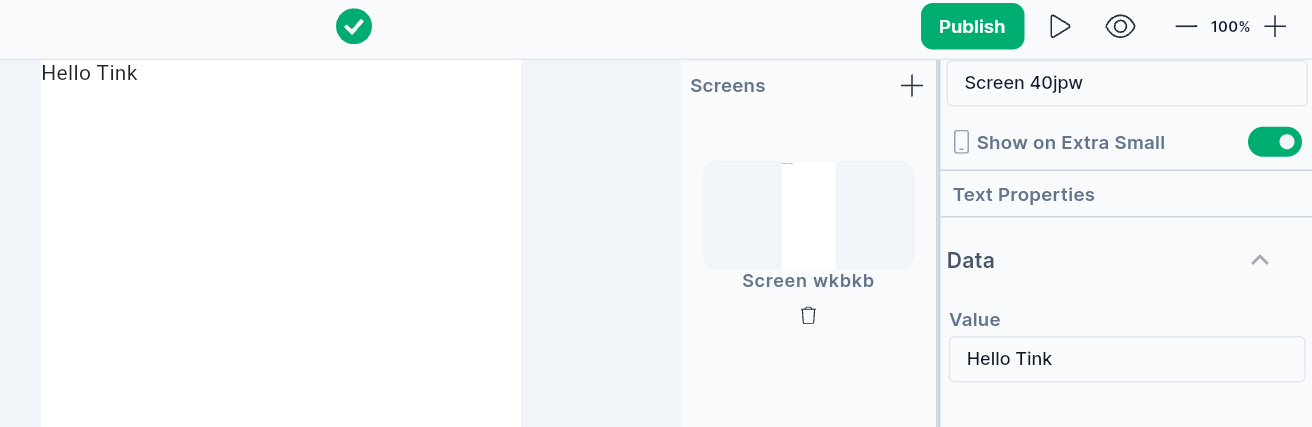 Publish
100%
Hello Tink
Screens
Screen wkbkb
Screen 40jpw
Show on Extra Small
Text Properties
Data
Value
Hello Tink